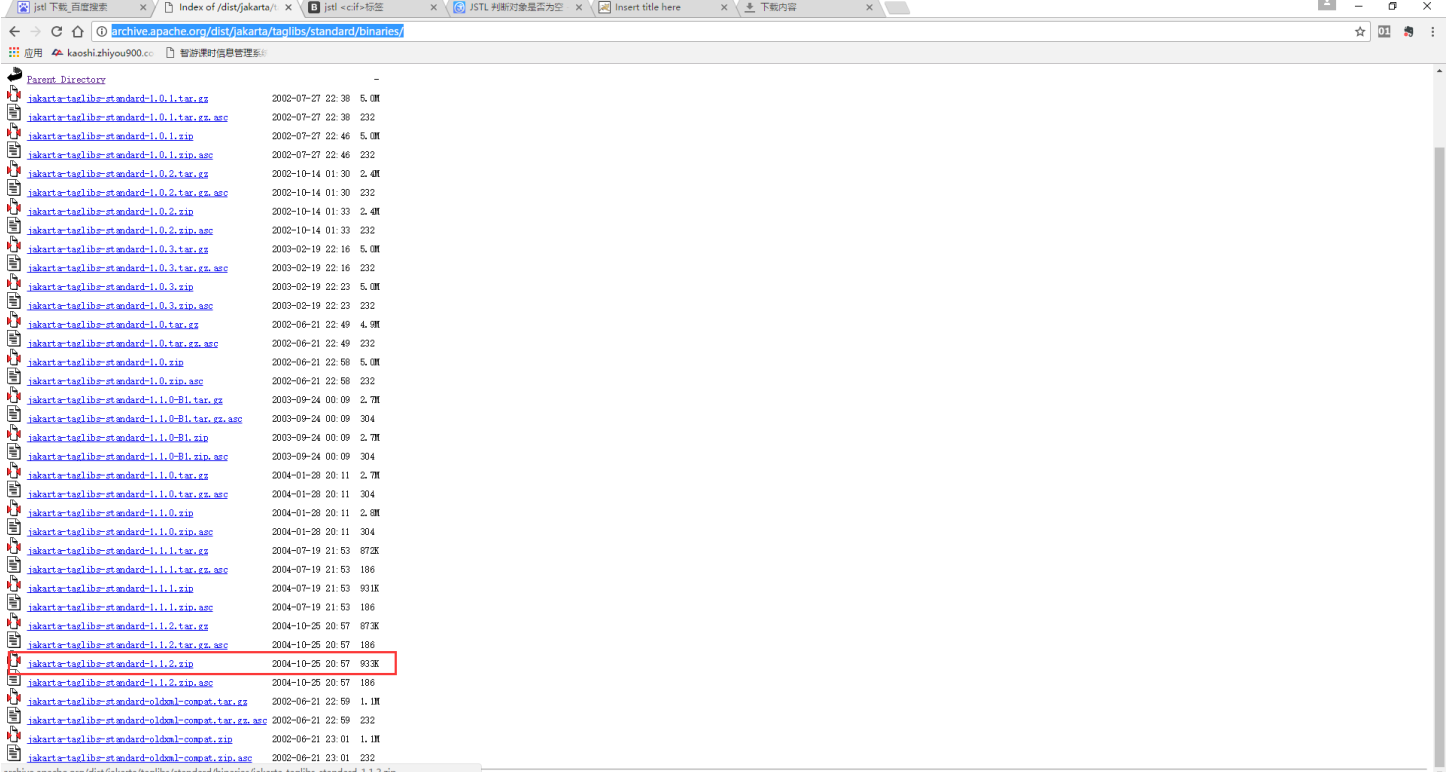 jstl 下载_百度搜索
Index of /dist/jakarta/t
jstl <c:if>标签
JSTL 判断对象是否为空
Insert title here
下载内容
archive.apache.org/dist/jakarta/taglibs/standard/binaries/
应用 kaoshi.zhiyou900.co 智游课时信息管理系统
Parent Directory -
jakarta-taglibs-standard-1.0.1.tar.gz 2002-07-27 22:38 5.0M
jakarta-taglibs-standard-1.0.1.tar.gz.asc 2002-07-27 22:38 232
jakarta-taglibs-standard-1.0.1.zip 2002-07-27 22:46 5.0M
jakarta-taglibs-standard-1.0.1.zip.asc 2002-07-27 22:46 232
jakarta-taglibs-standard-1.0.2.tar.gz 2002-10-14 01:30 2.4M
jakarta-taglibs-standard-1.0.2.tar.gz.asc 2002-10-14 01:30 232
jakarta-taglibs-standard-1.0.2.zip 2002-10-14 01:33 2.4M
jakarta-taglibs-standard-1.0.2.zip.asc 2002-10-14 01:33 232
jakarta-taglibs-standard-1.0.3.tar.gz 2003-02-19 22:16 5.0M
jakarta-taglibs-standard-1.0.3.tar.gz.asc 2003-02-19 22:16 232
jakarta-taglibs-standard-1.0.3.zip 2003-02-19 22:23 5.0M
jakarta-taglibs-standard-1.0.3.zip.asc 2003-02-19 22:23 232
jakarta-taglibs-standard-1.0.tar.gz 2002-06-21 22:49 4.9M
jakarta-taglibs-standard-1.0.tar.gz.asc 2002-06-21 22:49 232
jakarta-taglibs-standard-1.0.zip 2002-06-21 22:58 5.0M
jakarta-taglibs-standard-1.0.zip.asc 2002-06-21 22:58 232
jakarta-taglibs-standard-1.1.0-B1.tar.gz 2003-09-24 00:09 2.7M
jakarta-taglibs-standard-1.1.0-B1.tar.gz.asc 2003-09-24 00:09 304
jakarta-taglibs-standard-1.1.0-B1.zip 2003-09-24 00:09 2.7M
jakarta-taglibs-standard-1.1.0-B1.zip.asc 2003-09-24 00:09 304
jakarta-taglibs-standard-1.1.0.tar.gz 2004-01-28 20:11 2.7M
jakarta-taglibs-standard-1.1.0.tar.gz.asc 2004-01-28 20:11 304
jakarta-taglibs-standard-1.1.0.zip 2004-01-28 20:11 2.8M
jakarta-taglibs-standard-1.1.0.zip.asc 2004-01-28 20:11 304
jakarta-taglibs-standard-1.1.1.tar.gz 2004-07-19 21:53 872K
jakarta-taglibs-standard-1.1.1.tar.gz.asc 2004-07-19 21:53 186
jakarta-taglibs-standard-1.1.1.zip 2004-07-19 21:53 931K
jakarta-taglibs-standard-1.1.1.zip.asc 2004-07-19 21:53 186
jakarta-taglibs-standard-1.1.2.tar.gz 2004-10-25 20:57 873K
jakarta-taglibs-standard-1.1.2.tar.gz.asc 2004-10-25 20:57 186
jakarta-taglibs-standard-1.1.2.zip 2004-10-25 20:57 933K
jakarta-taglibs-standard-1.1.2.zip.asc 2004-10-25 20:57 186
jakarta-taglibs-standard-oldxml-compat.tar.gz 2002-06-21 22:59 1.1M
jakarta-taglibs-standard-oldxml-compat.tar.gz.asc 2002-06-21 22:59 232
jakarta-taglibs-standard-oldxml-compat.zip 2002-06-21 23:01 1.1M
jakarta-taglibs-standard-oldxml-compat.zip.asc 2002-06-21 23:01 232
archive.apache.org/dist/jakarta/taglibs/standard/binaries/jakarta-taglibs-standard-1.1.2.zip